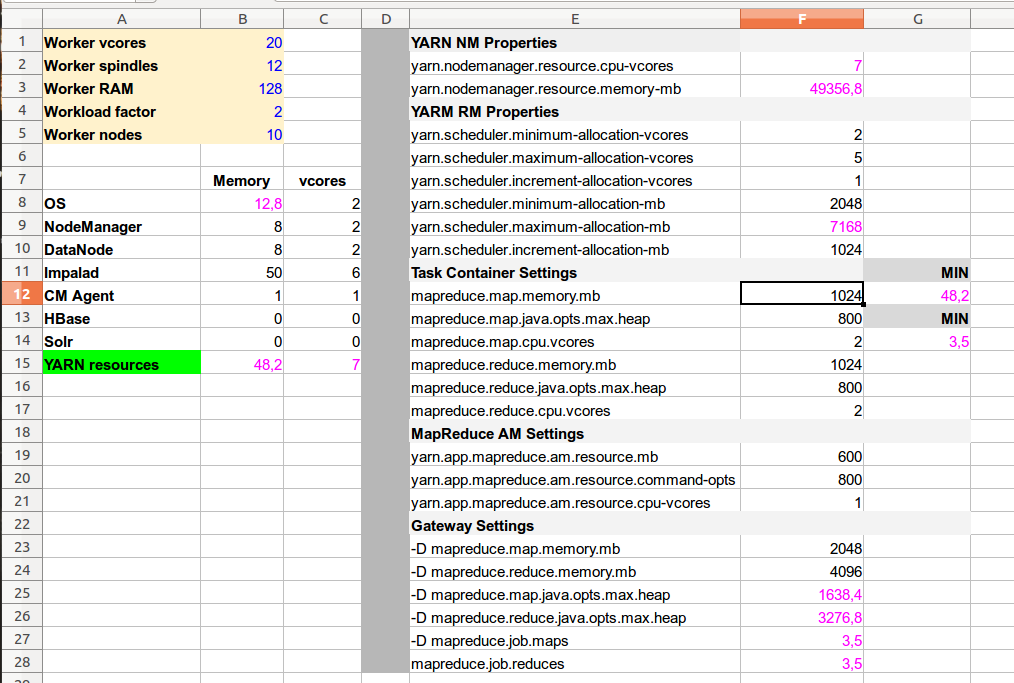 A B C D E F G
1 Worker vcores 20 YARN NM Properties
2 Worker spindles 12 yarn.nodemanager.resource.cpu-vcores 7
3 Worker RAM 128 yarn.nodemanager.resource.memory-mb 49356,8
4 Workload factor 2 YARM RM Properties
5 Worker nodes 10 yarn.scheduler.minimum-allocation-vcores 2
6 yarn.scheduler.maximum-allocation-vcores 5
7 Memory vcores yarn.scheduler.increment-allocation-vcores 1
8 OS 12,8 2 yarn.scheduler.minimum-allocation-mb 2048
9 NodeManager 8 2 yarn.scheduler.maximum-allocation-mb 7168
10 DataNode 8 2 yarn.scheduler.increment-allocation-mb 1024
11 Impalad 50 6 Task Container Settings MIN
12 CM Agent 1 1 mapreduce.map.memory.mb 1024 48,2
13 HBase 0 0 mapreduce.map.java.opts.max.heap 800 MIN
14 Solr 0 0 mapreduce.map.cpu.vcores 2 3,5
15 YARN resources 48,2 7 mapreduce.reduce.memory.mb 1024
16 mapreduce.reduce.java.opts.max.heap 800
17 mapreduce.reduce.cpu.vcores 2
18 MapReduce AM Settings
19 yarn.app.mapreduce.am.resource.mb 600
20 yarn.app.mapreduce.am.resource.command-opts 800
21 yarn.app.mapreduce.am.resource.cpu-vcores 1
22 Gateway Settings
23 -D mapreduce.map.memory.mb 2048
24 -D mapreduce.reduce.memory.mb 4096
25 -D mapreduce.map.java.opts.max.heap 1638,4
26 -D mapreduce.reduce.java.opts.max.heap 3276,8
27 -D mapreduce.job.maps 3,5
28 mapreduce.job.reduces 3,5